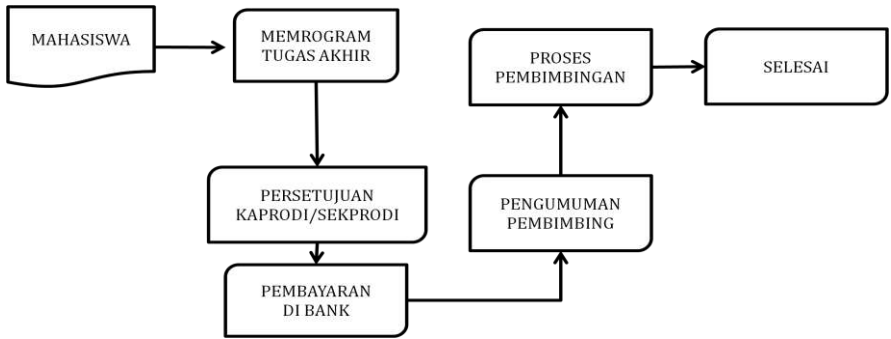 MAHASISWA
MEMROGRAM
TUGAS AKHIR
PERSETUJUAN
KAPRODI/SEKPRODI
PEMBAYARAN
DI BANK
PENGUMUMAN
PEMBIMBING
PROSES
PEMBIMBINGAN
SELESAI